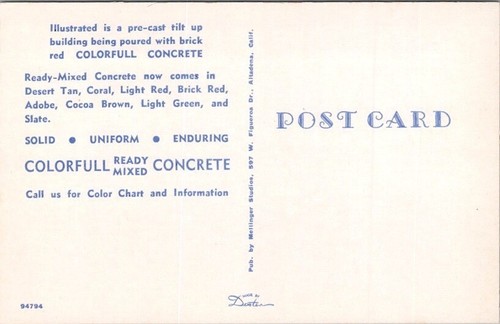 Illustrated is a pre-cast tilt up
building being poured with brick
red COLORFULL CONCRETE
Ready-Mixed Concrete now comes in
Desert Tan, Coral, Light Red, Brick Red,
Adobe, Cocoa Brown, Light Green, and
Slate.
SOLID ● UNIFORM ● ENDURING
COLORFULL READY MIXED CONCRETE
Call us for Color Chart and Information
94794
Pub. by Mellinger Studios, 597 W. Figueroa Dr., Altadena, Calif.
POST CARD
Dexter